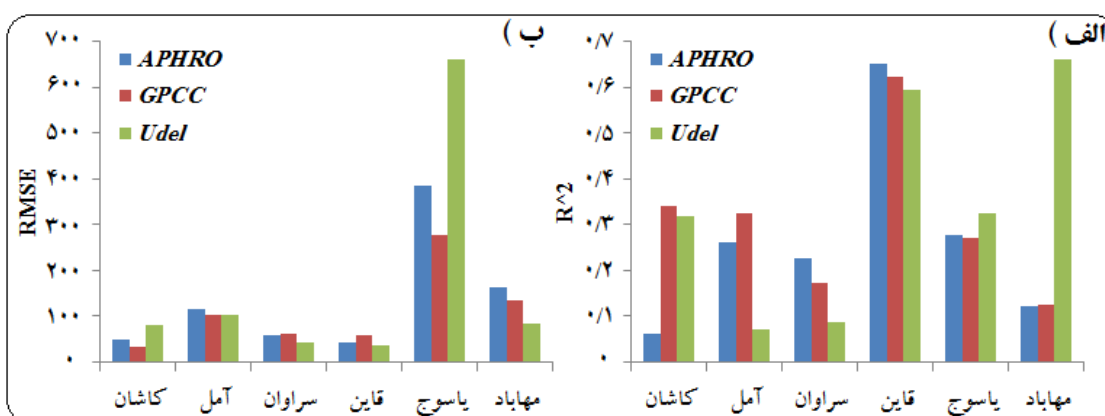 الف )
۰/۷
۰/۶
۰/۵
۰/۴
۰/۳
۰/۲
۰/۱
۰
R^2
APHRO
GPCC
Udel
کاشان آمل سراوان قاین یاسوج مهاباد
ب )
۷۰۰
۶۰۰
۵۰۰
۴۰۰
۳۰۰
۲۰۰
۱۰۰
۰
RMSE
APHRO
GPCC
Udel
کاشان آمل سراوان قاین یاسوج مهاباد